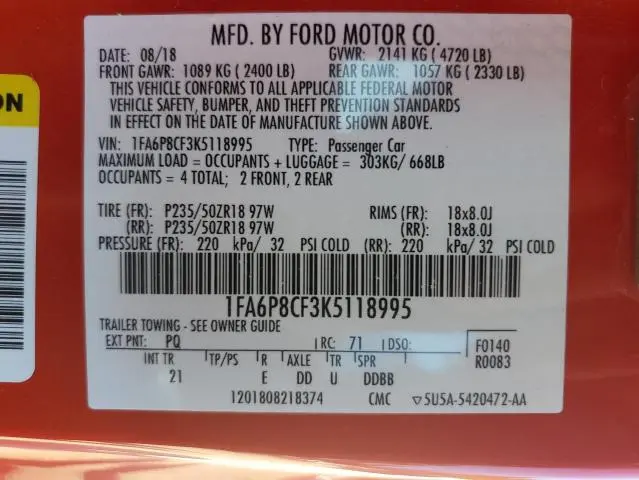 MFD. BY FORD MOTOR CO.
DATE: 08/18 GVWR: 2141 KG ( 4720 LB)
FRONT GAWR: 1089 KG ( 2400 LB) REAR GAWR: 1057 KG ( 2330 LB)
THIS VEHICLE CONFORMS TO ALL APPLICABLE FEDERAL MOTOR
VEHICLE SAFETY, BUMPER, AND THEFT PREVENTION STANDARDS
IN EFFECT ON THE DATE OF MANUFACTURE SHOWN ABOVE.
ON
VIN: 1FA6P8CF3K5118995 TYPE: Passenger Car
MAXIMUM LOAD = OCCUPANTS + LUGGAGE = 303KG/ 668LB
OCCUPANTS = 4 TOTAL; 2 FRONT, 2 REAR
TIRE (FR): P235/50ZR18 97W RIMS (FR): 18x8.0J
(RR): P235/50ZR18 97W (RR): 18x8.0J
PRESSURE (FR): 220 kPa/ 32 PSI COLD (RR): 220 kPa/ 32 PSI COLD
1FA6P8CF3K5118995
TRAILER TOWING - SEE OWNER GUIDE
EXT PNT: PQ RC: 71 DSO: F0140
INT TR TP/PS R AXLE TR SPR R0083
21 E DD U DDBB
1201808218374 CMC ▽5U5A-5420472-AA